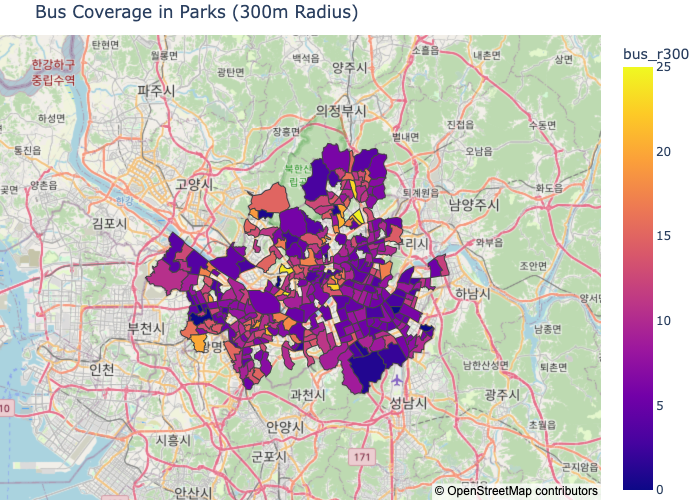 Bus Coverage in Parks (300m Radius)
bus_r300
25
20
15
10
5
0
탄현면
월롱면
백석읍
양주시
소흘읍
내촌면
상면
한강하구
중립수역
광탄면
파주시
의정부시
하성면
장흥면
진접읍
수동면
통진읍
별내면
오남읍
북한산
양촌읍
고양시
퇴계원읍
화도읍
한강
남양주시
김포시
구리시
와부읍
조안면
하남시
부천시
남종면
인천
남한산성면
퇴촌면
과천시
성남시
광주시
10
안양시
초월읍
시흥시
군포시
171
곤지암읍
안산시
© OpenStreetMap contributors